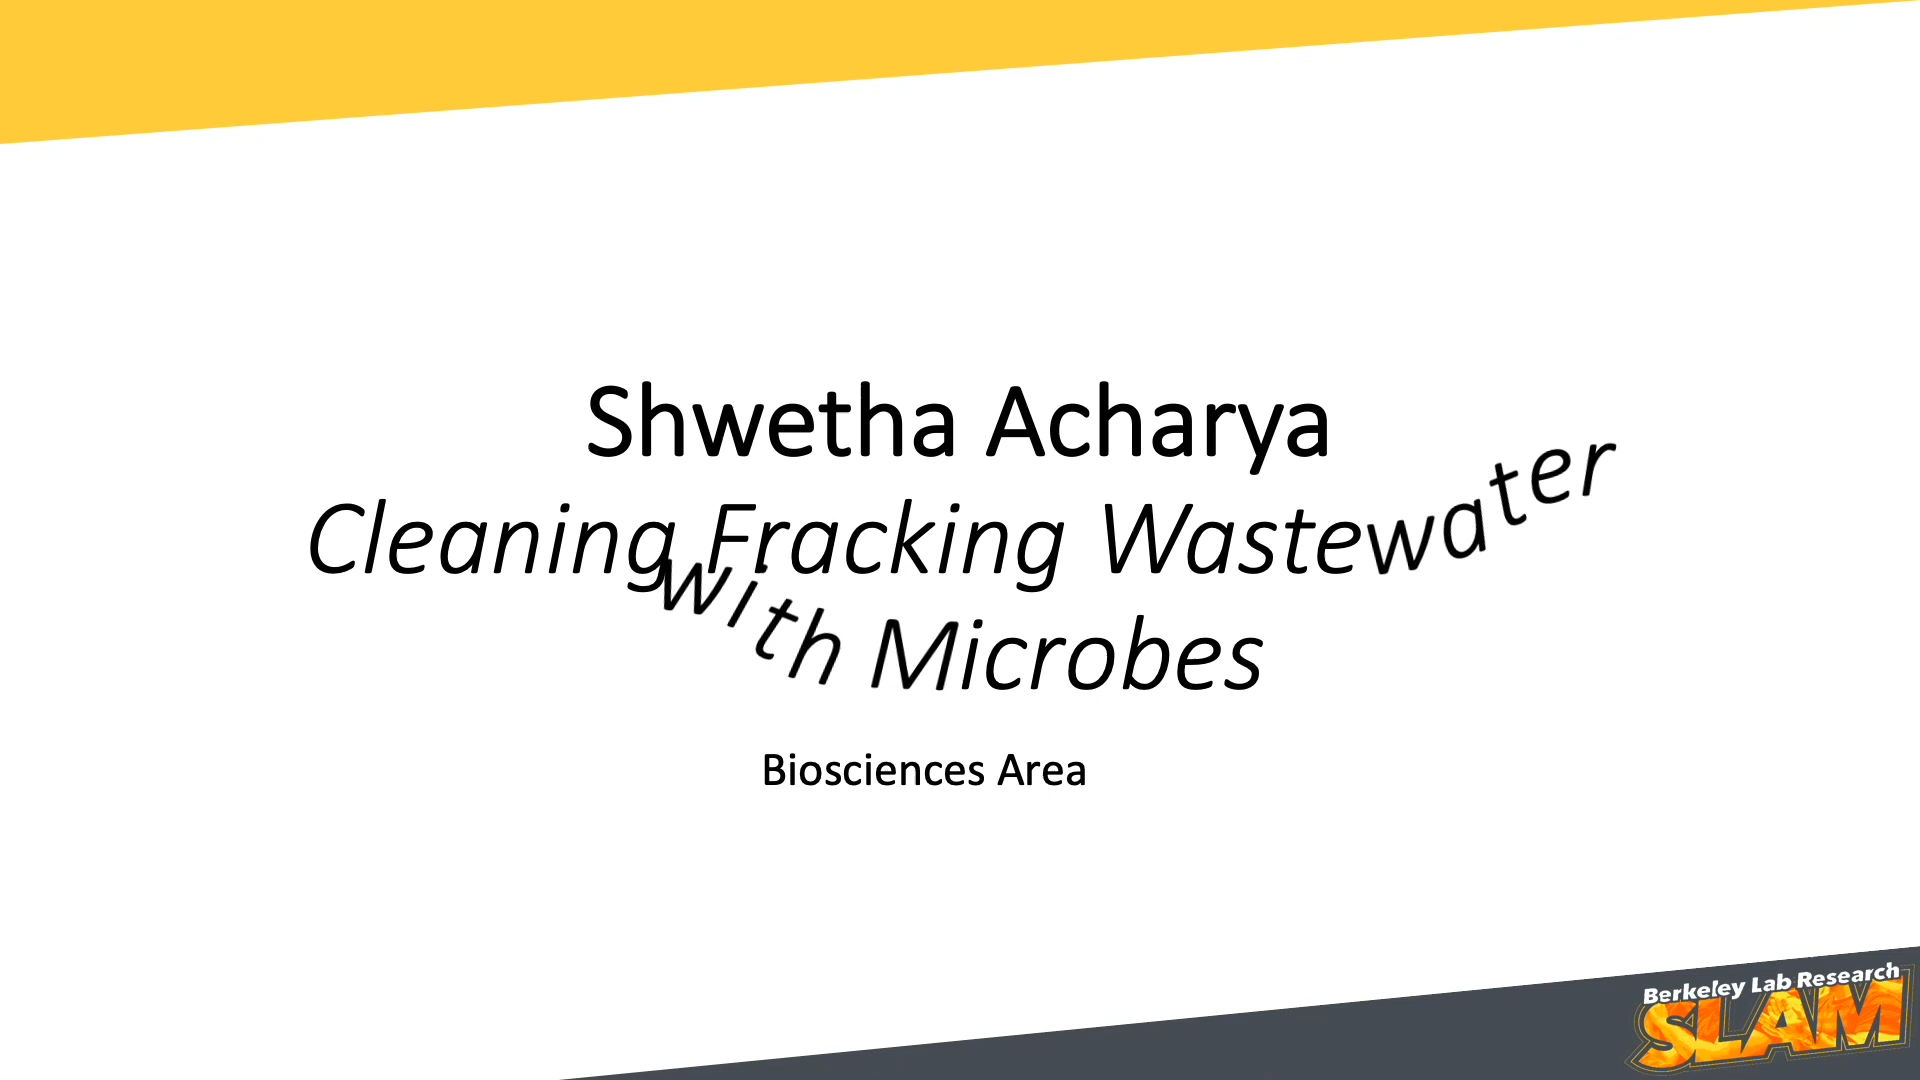 Shwetha Acharya
Cleaning Fracking Wastewater
with Microbes
Biosciences Area
Berkeley Lab Research
SLAM